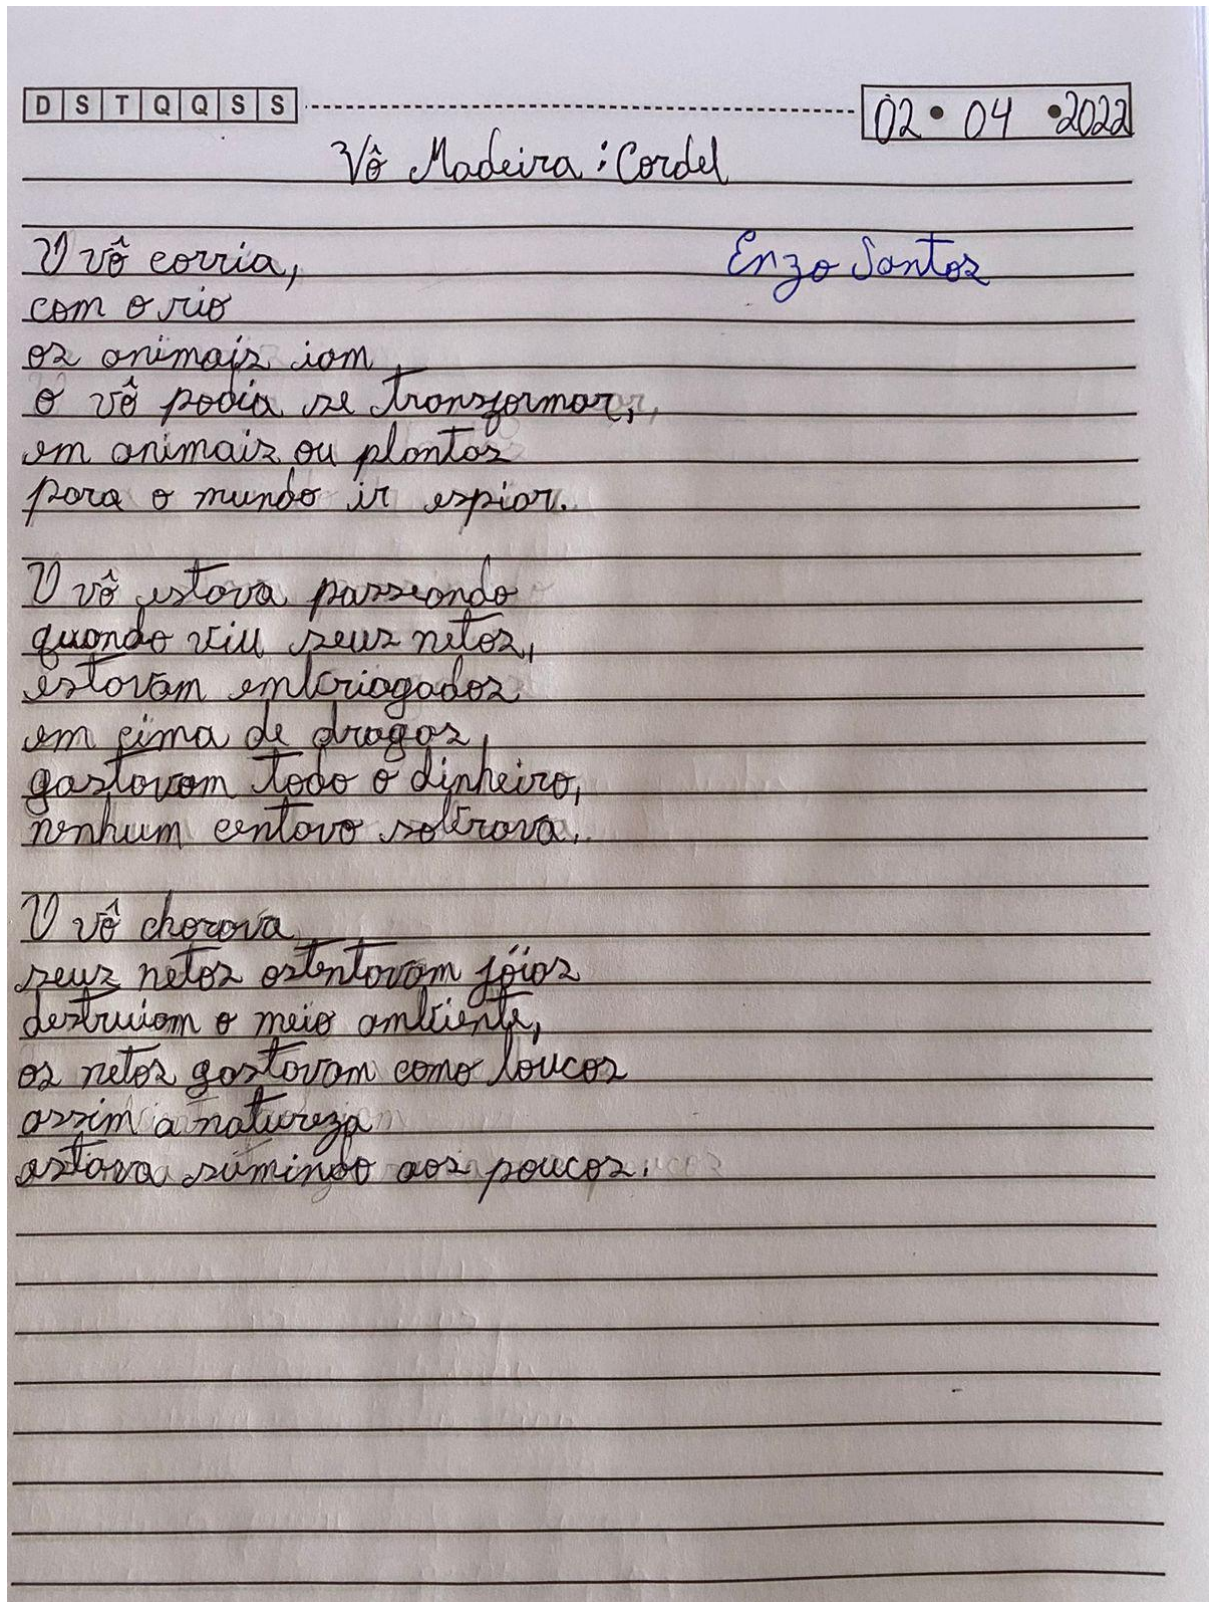 D S T Q Q S S 02 • 04 • 2022
Vô Madeira: Cordel
O vô corria, Enzo Santos
com o rio
os animais iam
o vô podia se transformar,
em animais ou plantas
para o mundo ir espiar.
O vô estava passeando
quando viu seus netos,
estavam embriagados
em cima de drogas,
gastavam todo o dinheiro,
nenhum centavo sobrava.
O vô chorava
seus netos ostentavam jóias
destruiam o meio ambiente,
os netos gastavam como loucos
assim a natureza
estava sumindo aos poucos.